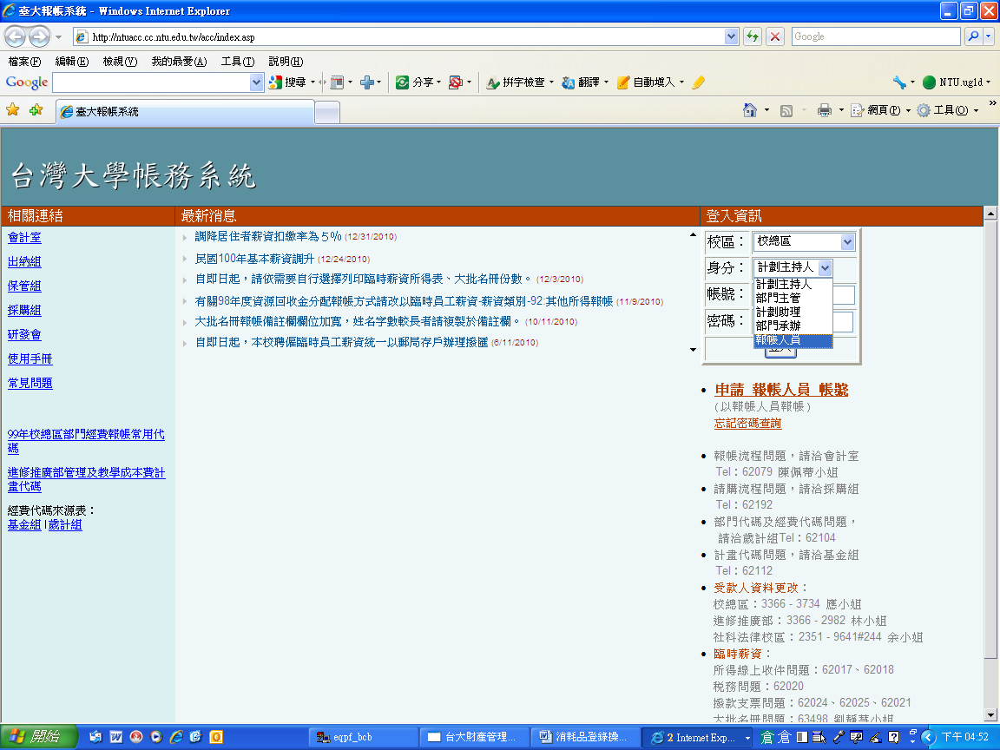 臺大報帳系統 - Windows Internet Explorer
http://ntuacc.cc.ntu.edu.tw/acc/index.asp
Google
檔案(F) 編輯(E) 檢視(V) 我的最愛(A) 工具(T) 說明(H)
Google 搜尋 分享 拼字檢查 翻譯 自動填入 NTU.ug1d
臺大報帳系統 網頁(P) 工具(O)
台灣大學帳務系統
相關連結
會計室
出納組
保管組
採購組
研發會
使用手冊
常見問題
99年校總區部門經費報帳常用代
碼
進修推廣部管理及教學成本費計
畫代碼
經費代碼來源表：
基金組 | 歲計組
最新消息
調降居住者薪資扣繳率為５% (12/31/2010)
民國100年基本薪資調升 (12/24/2010)
自即日起，請依需要自行選擇列印臨時薪資所得表、大批名冊份數。 (12/3/2010)
有關98年度資源回收金分配報帳方式請改以臨時員工薪資-薪資類別-92:其他所得報帳 (11/9/2010)
大批名冊報帳備註欄欄位加寬，姓名字數較長者請複製於備註欄。 (10/11/2010)
自即日起，本校聘僱臨時員工薪資統一以郵局存戶辦理撥匯 (6/11/2010)
登入資訊
校區： 校總區
身分： 計劃主持人
計劃主持人
部門主管
計劃助理
部門承辦
報帳人員
帳號：
密碼：
登入
申請 報帳人員 帳號
(以報帳人員報帳)
忘記密碼查詢
報帳流程問題，請洽會計室
Tel：62079 陳佩蒂小姐
請購流程問題，請洽採購組
Tel：62192
部門代碼及經費代碼問題，
請洽歲計組Tel：62104
計畫代碼問題，請洽基金組
Tel：62112
受款人資料更改：
校總區：3366 - 3734 應小姐
進修推廣部：3366 - 2982 林小姐
社科法律校區：2351 - 9641#244 余小姐
臨時薪資：
所得線上收件問題：62017、62018
稅務問題：62020
撥款支票問題：62024、62025、62021
大批名冊問題：63498 劉靜慧小姐
開始 eqpf_bcb 台大財產管理... 消耗品登錄操... 2 Internet Exp... 倉 倉 下午 04:52